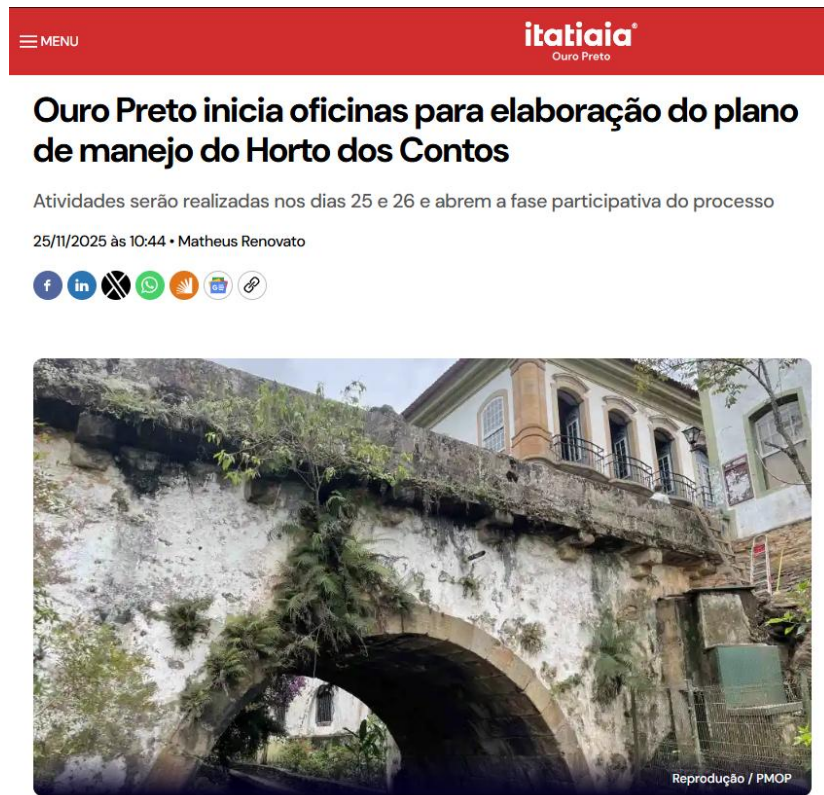 MENU
itatiaia
Ouro Preto
Ouro Preto inicia oficinas para elaboração do plano
de manejo do Horto dos Contos
Atividades serão realizadas nos dias 25 e 26 e abrem a fase participativa do processo
25/11/2025 às 10:44 • Matheus Renovato
Reprodução / PMOP